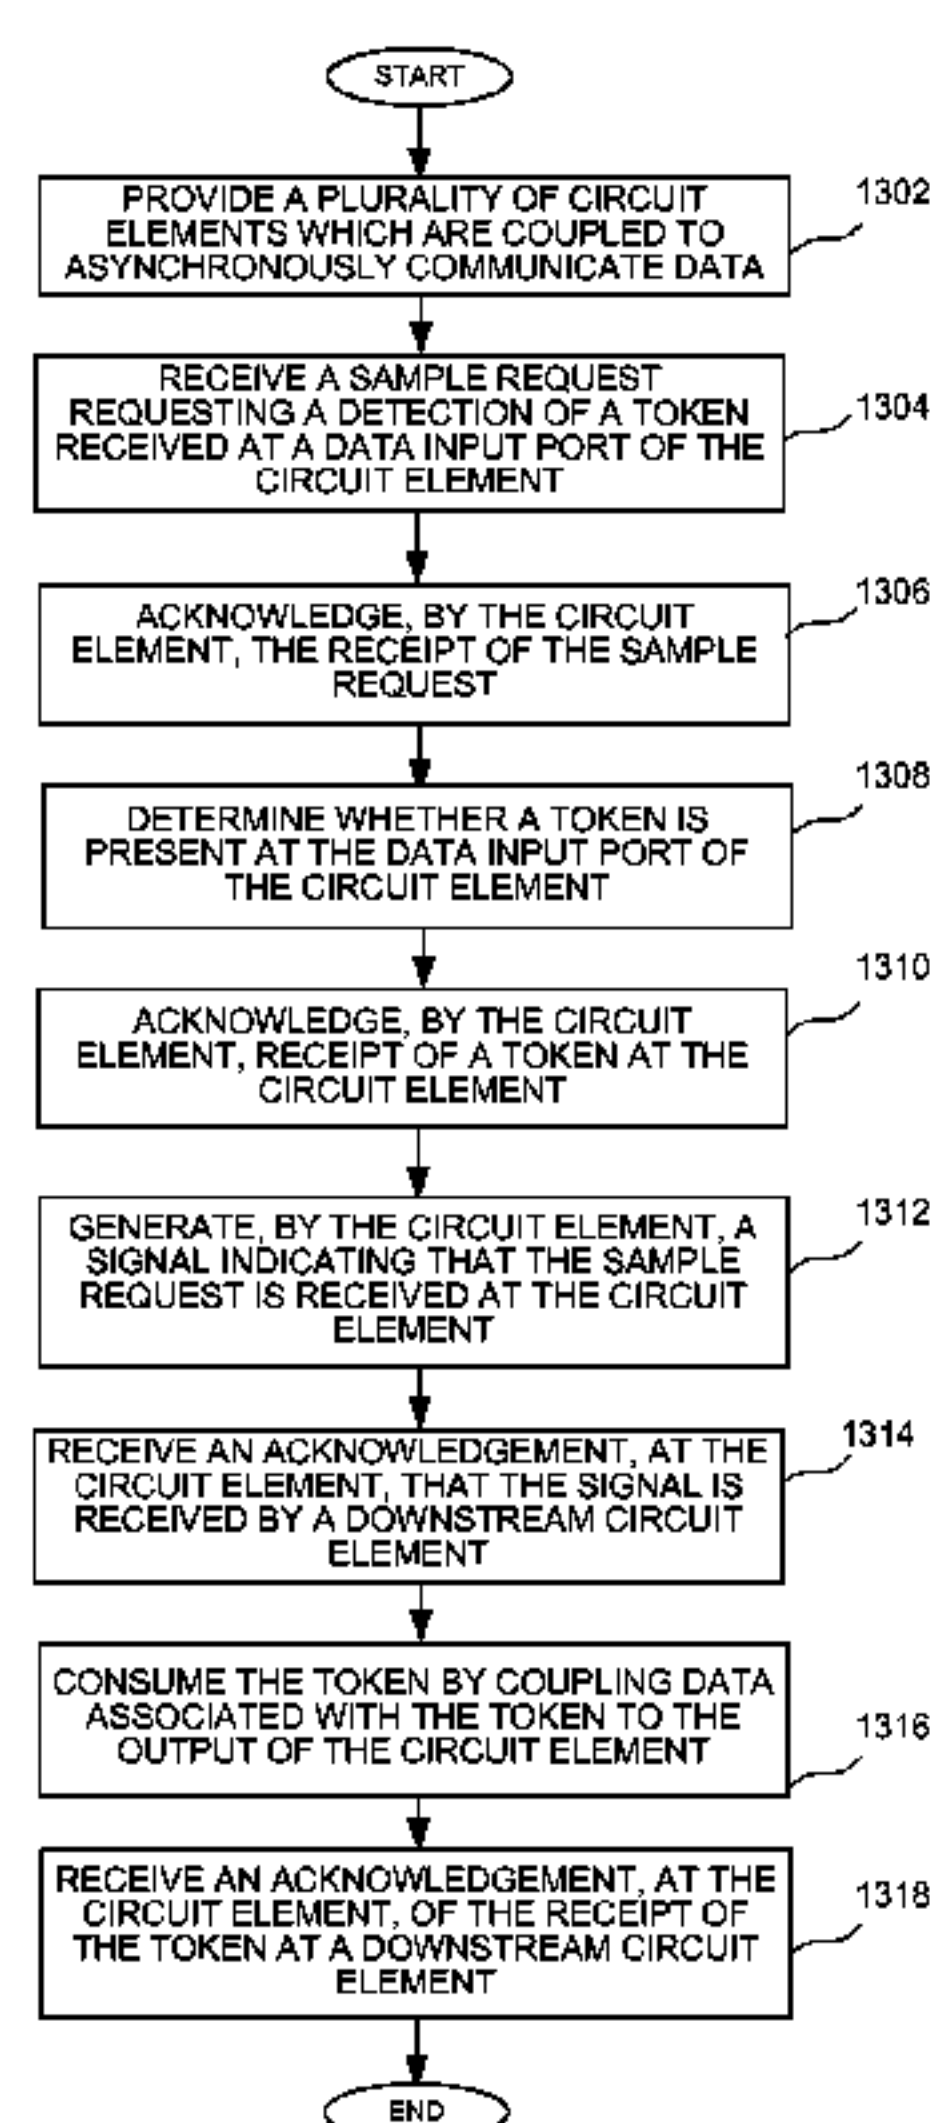 START
PROVIDE A PLURALITY OF CIRCUIT
ELEMENTS WHICH ARE COUPLED TO
ASYNCHRONOUSLY COMMUNICATE DATA
1302
RECEIVE A SAMPLE REQUEST
REQUESTING A DETECTION OF A TOKEN
RECEIVED AT A DATA INPUT PORT OF THE
CIRCUIT ELEMENT
1304
ACKNOWLEDGE, BY THE CIRCUIT
ELEMENT, THE RECEIPT OF THE SAMPLE
REQUEST
1306
DETERMINE WHETHER A TOKEN IS
PRESENT AT THE DATA INPUT PORT OF
THE CIRCUIT ELEMENT
1308
ACKNOWLEDGE, BY THE CIRCUIT
ELEMENT, RECEIPT OF A TOKEN AT THE
CIRCUIT ELEMENT
1310
GENERATE, BY THE CIRCUIT ELEMENT, A
SIGNAL INDICATING THAT THE SAMPLE
REQUEST IS RECEIVED AT THE CIRCUIT
ELEMENT
1312
RECEIVE AN ACKNOWLEDGEMENT, AT THE
CIRCUIT ELEMENT, THAT THE SIGNAL IS
RECEIVED BY A DOWNSTREAM CIRCUIT
ELEMENT
1314
CONSUME THE TOKEN BY COUPLING DATA
ASSOCIATED WITH THE TOKEN TO THE
OUTPUT OF THE CIRCUIT ELEMENT
1316
RECEIVE AN ACKNOWLEDGEMENT, AT THE
CIRCUIT ELEMENT, OF THE RECEIPT OF
THE TOKEN AT A DOWNSTREAM CIRCUIT
ELEMENT
1318
END